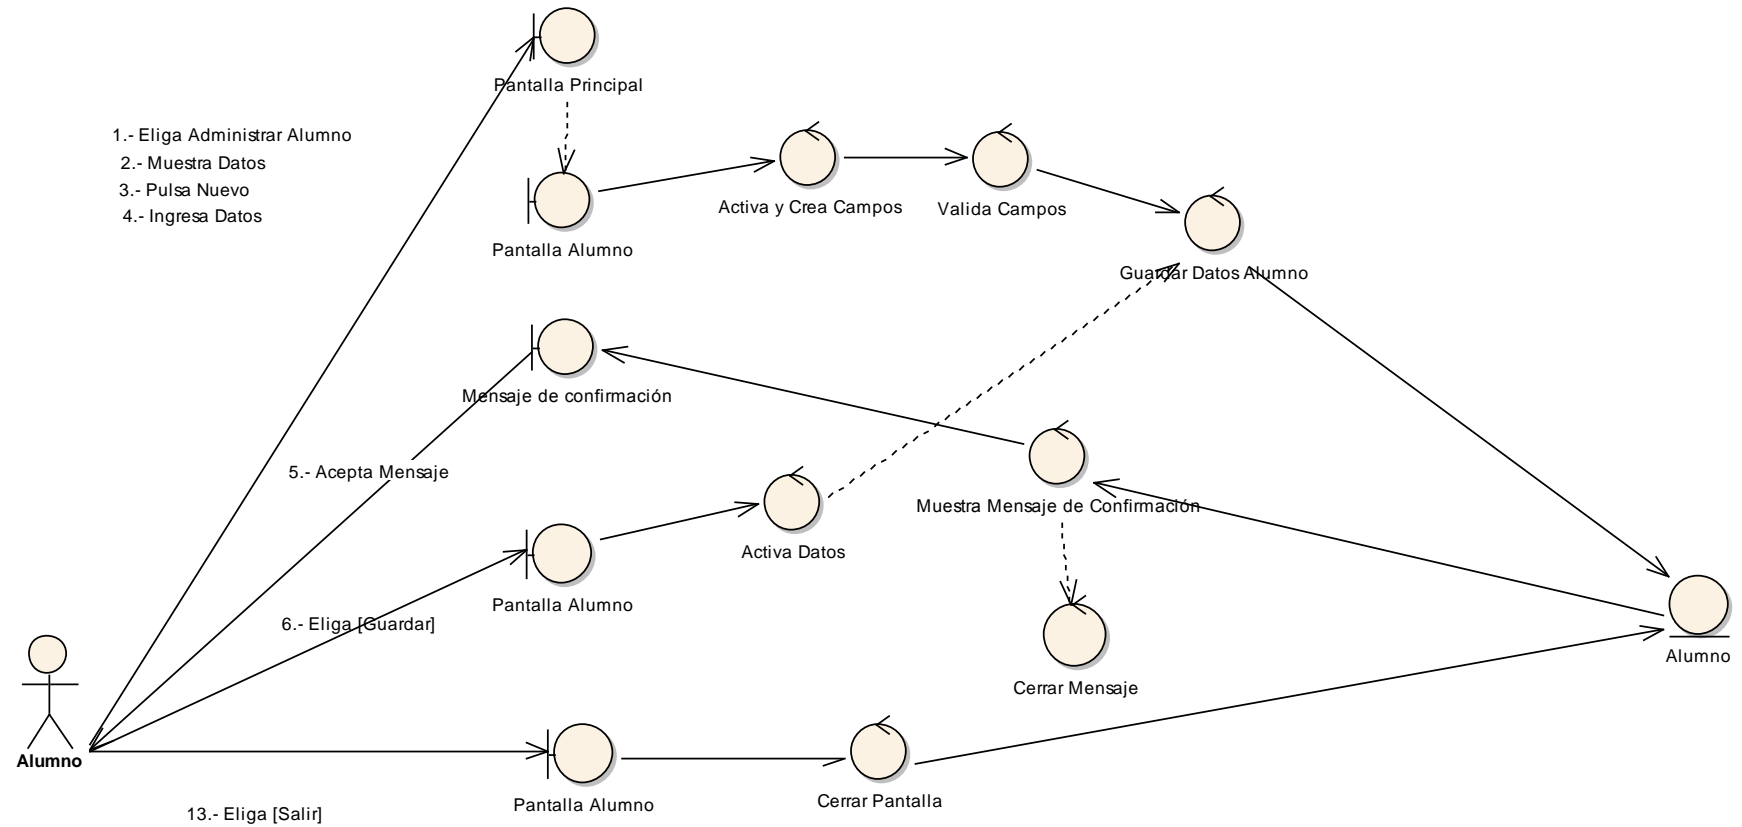 Pantalla Principal
1.- Eliga Administrar Alumno
2.- Muestra Datos
3.- Pulsa Nuevo
4.- Ingresa Datos
Activa y Crea Campos
Valida Campos
Pantalla Alumno
Guardar Datos Alumno
Mensaje de confirmación
5.- Acepta Mensaje
Muestra Mensaje de Confirmación
Activa Datos
Pantalla Alumno
6.- Eliga [Guardar]
Alumno
Cerrar Mensaje
Alumno
Pantalla Alumno
Cerrar Pantalla
13.- Eliga [Salir]